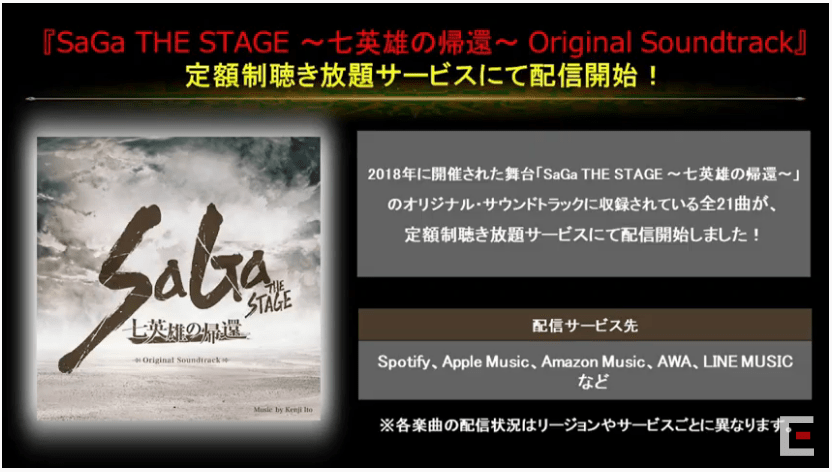 『SaGa THE STAGE ～七英雄の帰還～ Original Soundtrack』
定額制聴き放題サービスにて配信開始！
SaGa
THE
STAGE
七英雄の帰還
Original Soundtrack
Music by Kenji Ito
2018年に開催された舞台「SaGa THE STAGE ～七英雄の帰還～」
のオリジナル・サウンドトラックに収録されている全21曲が、
定額制聴き放題サービスにて配信開始しました！
配信サービス先
Spotify、Apple Music、Amazon Music、AWA、LINE MUSIC
など
※各楽曲の配信状況はリージョンやサービスごとに異なります。